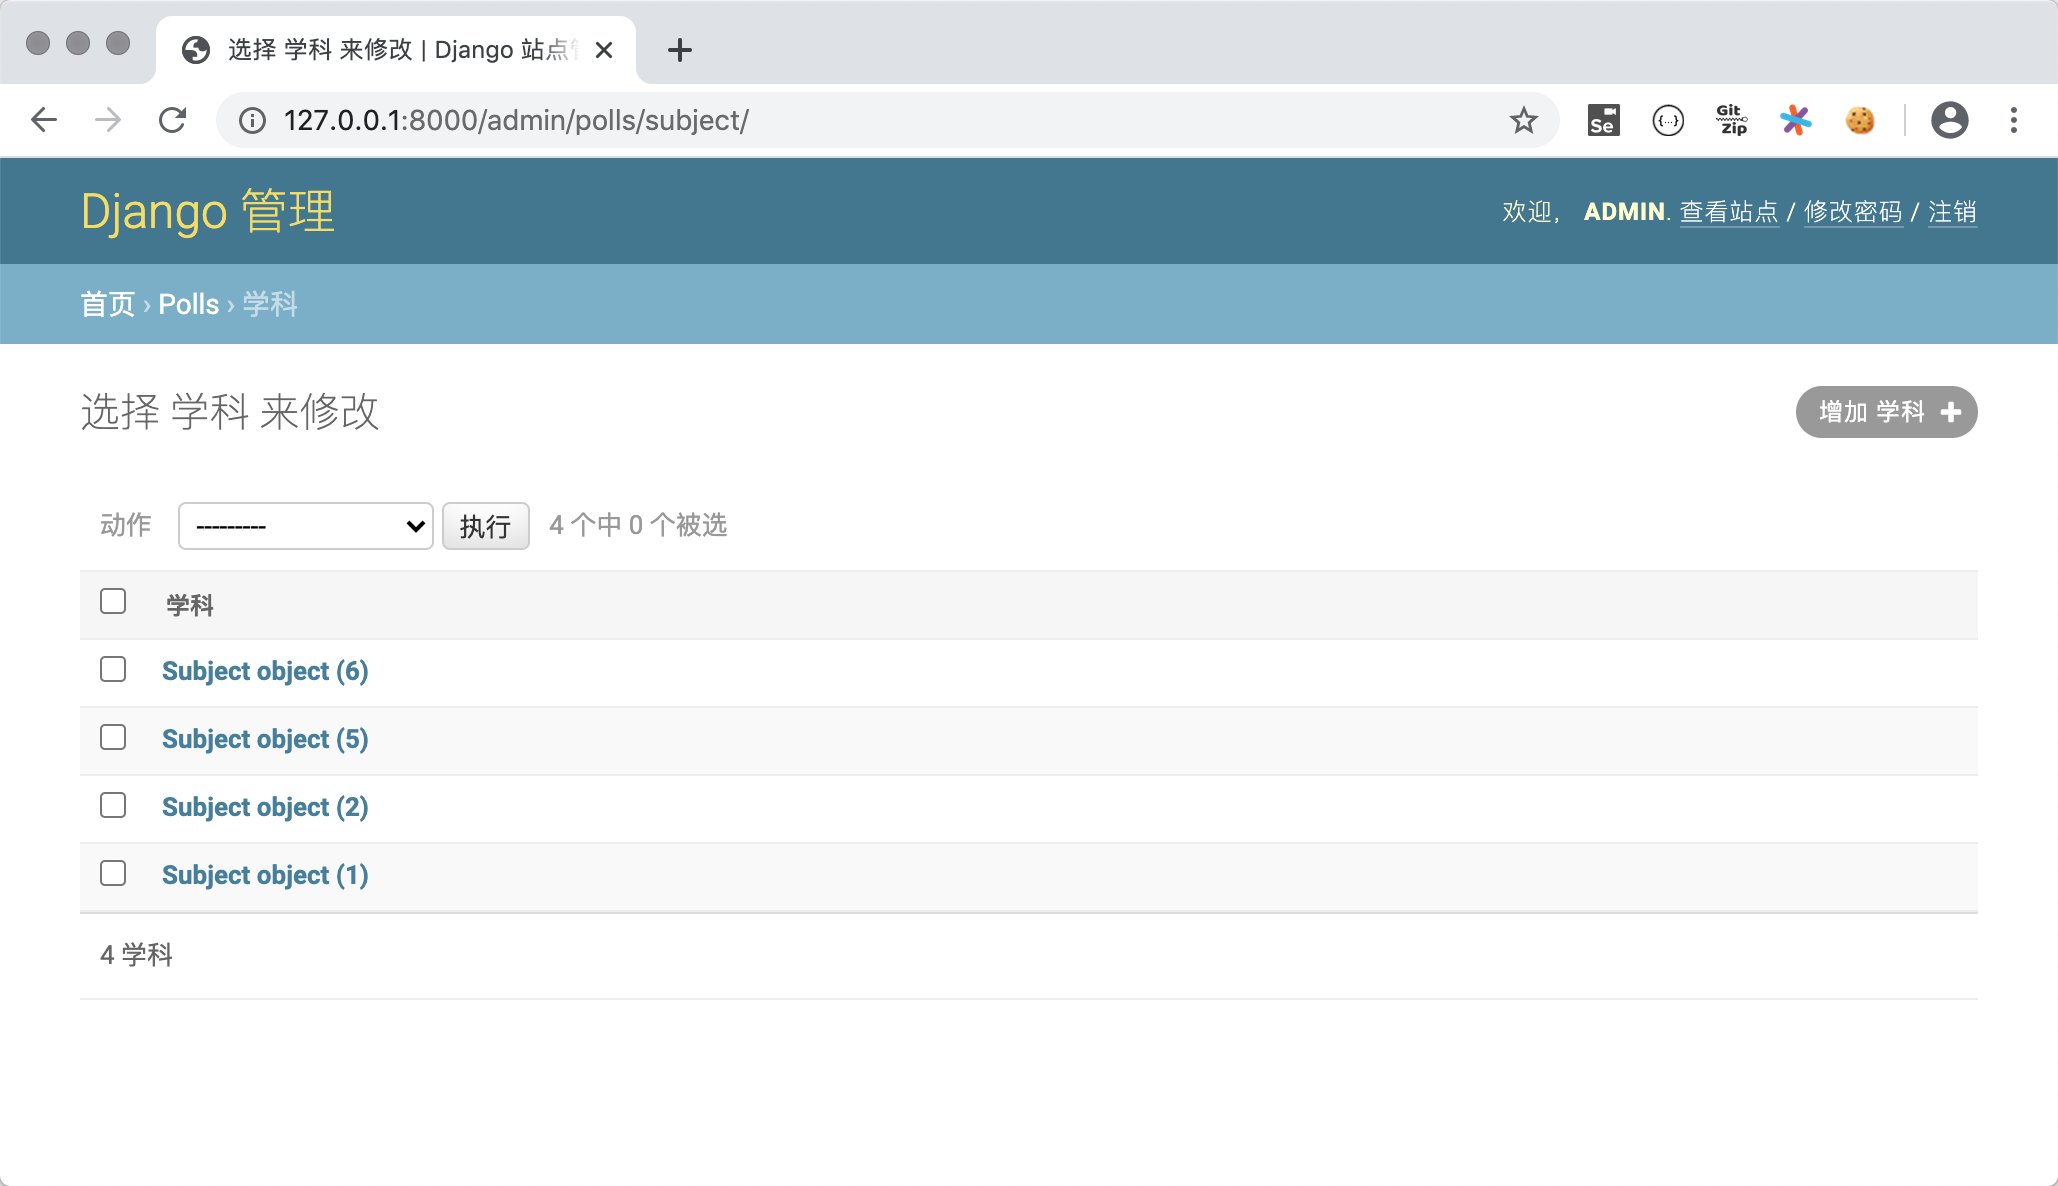 选择 学科 来修改 | Django 站点
127.0.0.1:8000/admin/polls/subject/
Se
{...}
Git
zip
Django 管理
欢迎， ADMIN. 查看站点 / 修改密码 / 注销
首页 › Polls › 学科
选择 学科 来修改
增加 学科
动作 --------- 执行 4 个中 0 个被选
学科
Subject object (6)
Subject object (5)
Subject object (2)
Subject object (1)
4 学科